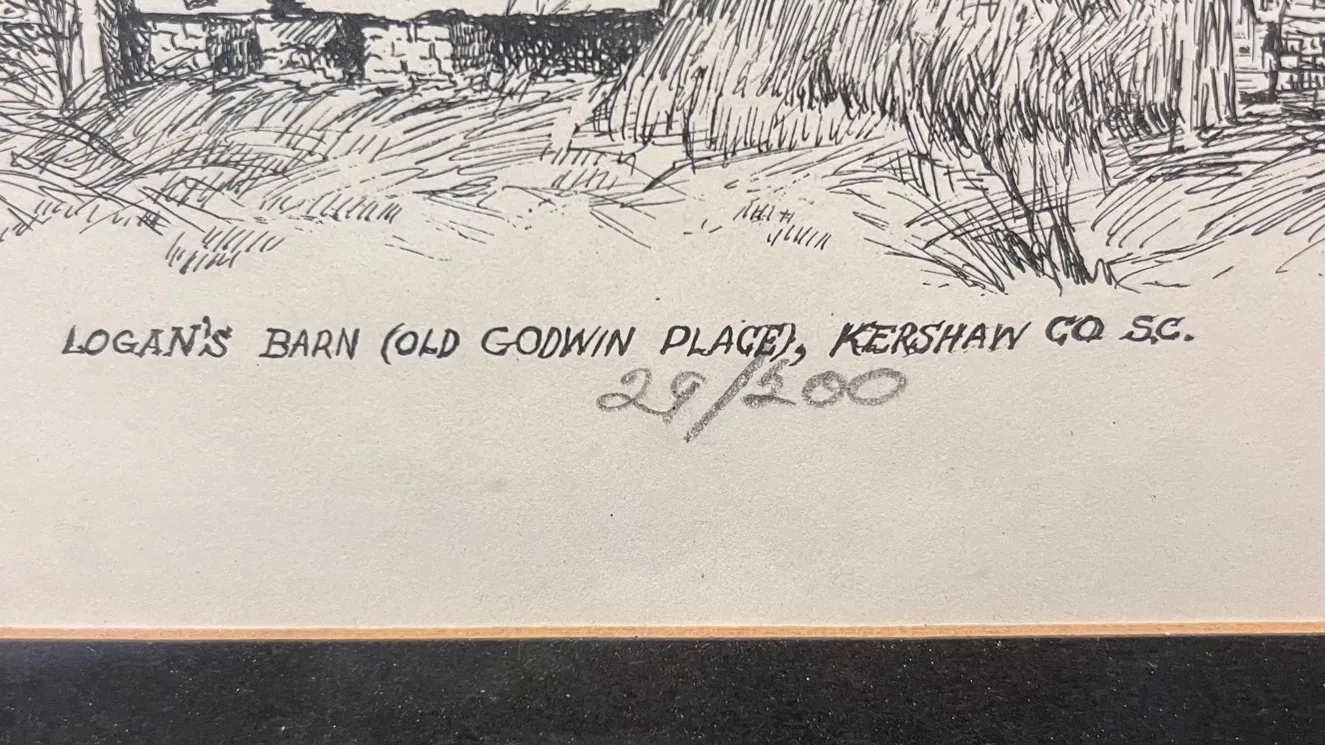 LOGAN'S BARN (OLD GODWIN PLACE), KERSHAW CO S.C.
29/200